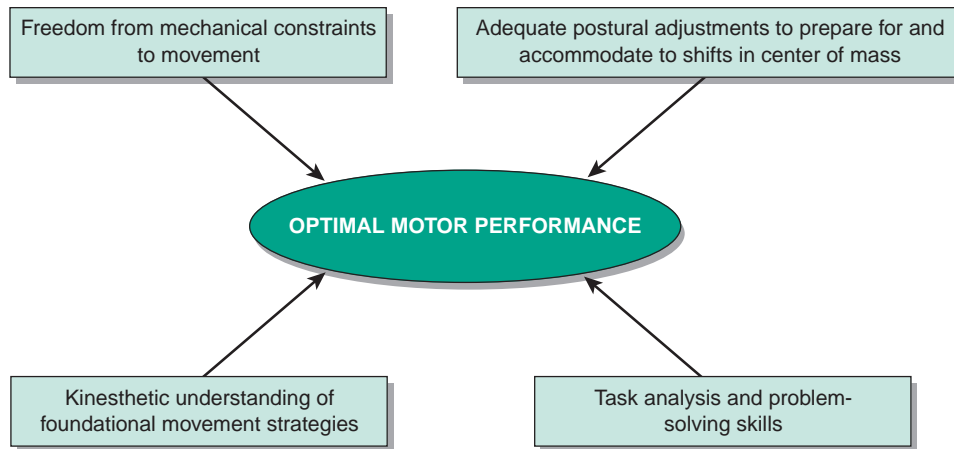 Freedom from mechanical constraints
to movement
Adequate postural adjustments to prepare for and
accommodate to shifts in center of mass
OPTIMAL MOTOR PERFORMANCE
Kinesthetic understanding of
foundational movement strategies
Task analysis and problem-
solving skills